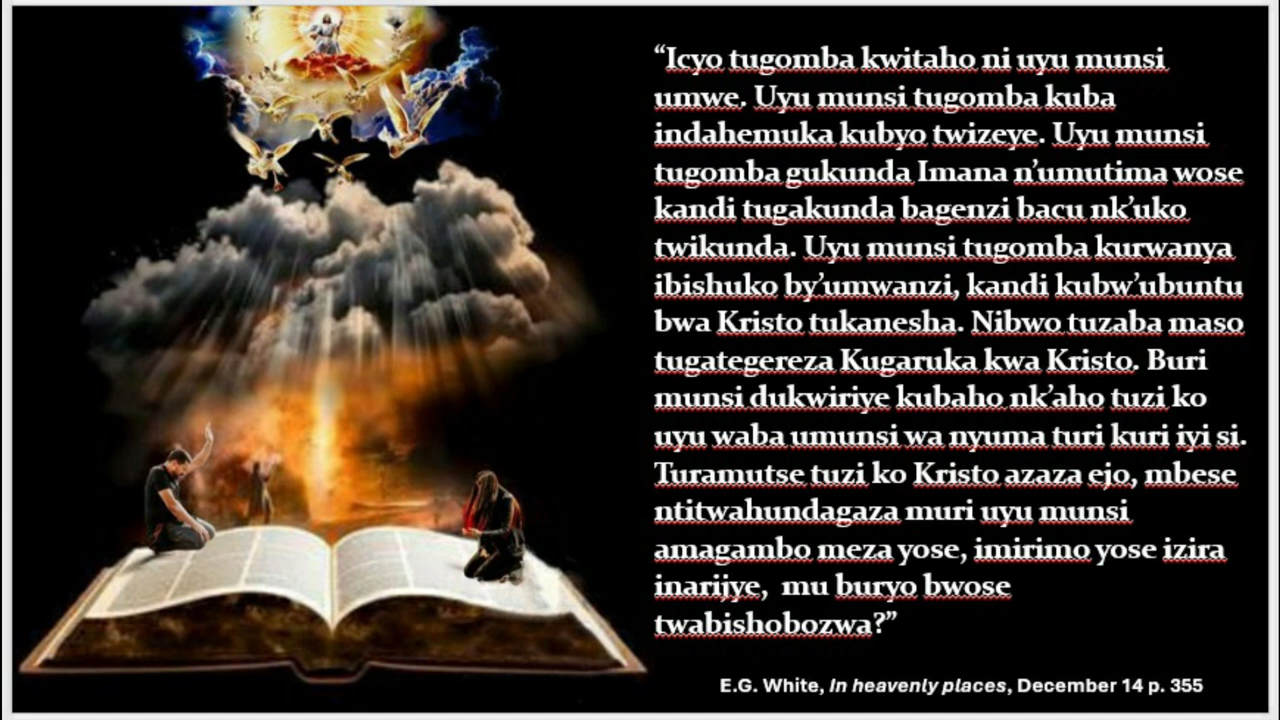 “Icyo tugomba kwitaho ni uyu munsi
umwe. Uyu munsi tugomba kuba
indahemuka kubyo twizeye. Uyu munsi
tugomba gukunda Imana n’umutima wose
kandi tugakunda bagenzi bacu nk’uko
twikunda. Uyu munsi tugomba kurwanya
ibishuko by’umwanzi, kandi kubw’ubuntu
bwa Kristo tukanesha. Nibwo tuzaba maso
tugategereza Kugaruka kwa Kristo. Buri
munsi dukwiriye kubaho nk’aho tuzi ko
uyu waba umunsi wa nyuma turi kuri iyi si.
Turamutse tuzi ko Kristo azaza ejo, mbese
ntitwahundagaza muri uyu munsi
amagambo meza yose, imirimo yose izira
inarijye, mu buryo bwose
twabishobozwa?”
E.G. White, In heavenly places, December 14 p. 355